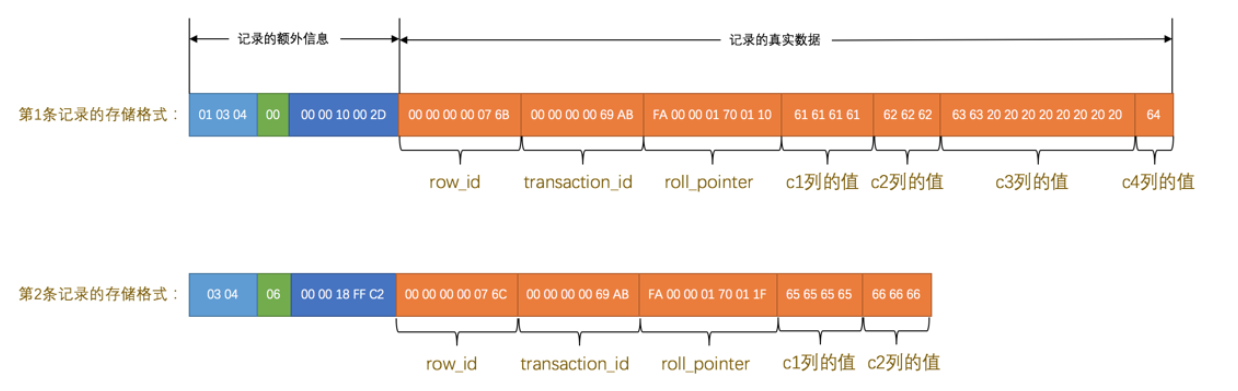 记录的额外信息 记录的真实数据
第1条记录的存储格式： 01 03 04 00 00 00 10 00 2D 00 00 00 00 07 6B 00 00 00 00 69 AB FA 00 00 01 70 01 10 61 61 61 61 62 62 62 63 63 20 20 20 20 20 20 20 20 64
row_id transaction_id roll_pointer c1列的值 c2列的值 c3列的值 c4列的值
第2条记录的存储格式： 03 04 06 00 00 18 FF C2 00 00 00 00 07 6C 00 00 00 00 69 AB FA 00 00 01 70 01 1F 65 65 65 65 66 66 66
row_id transaction_id roll_pointer c1列的值 c2列的值